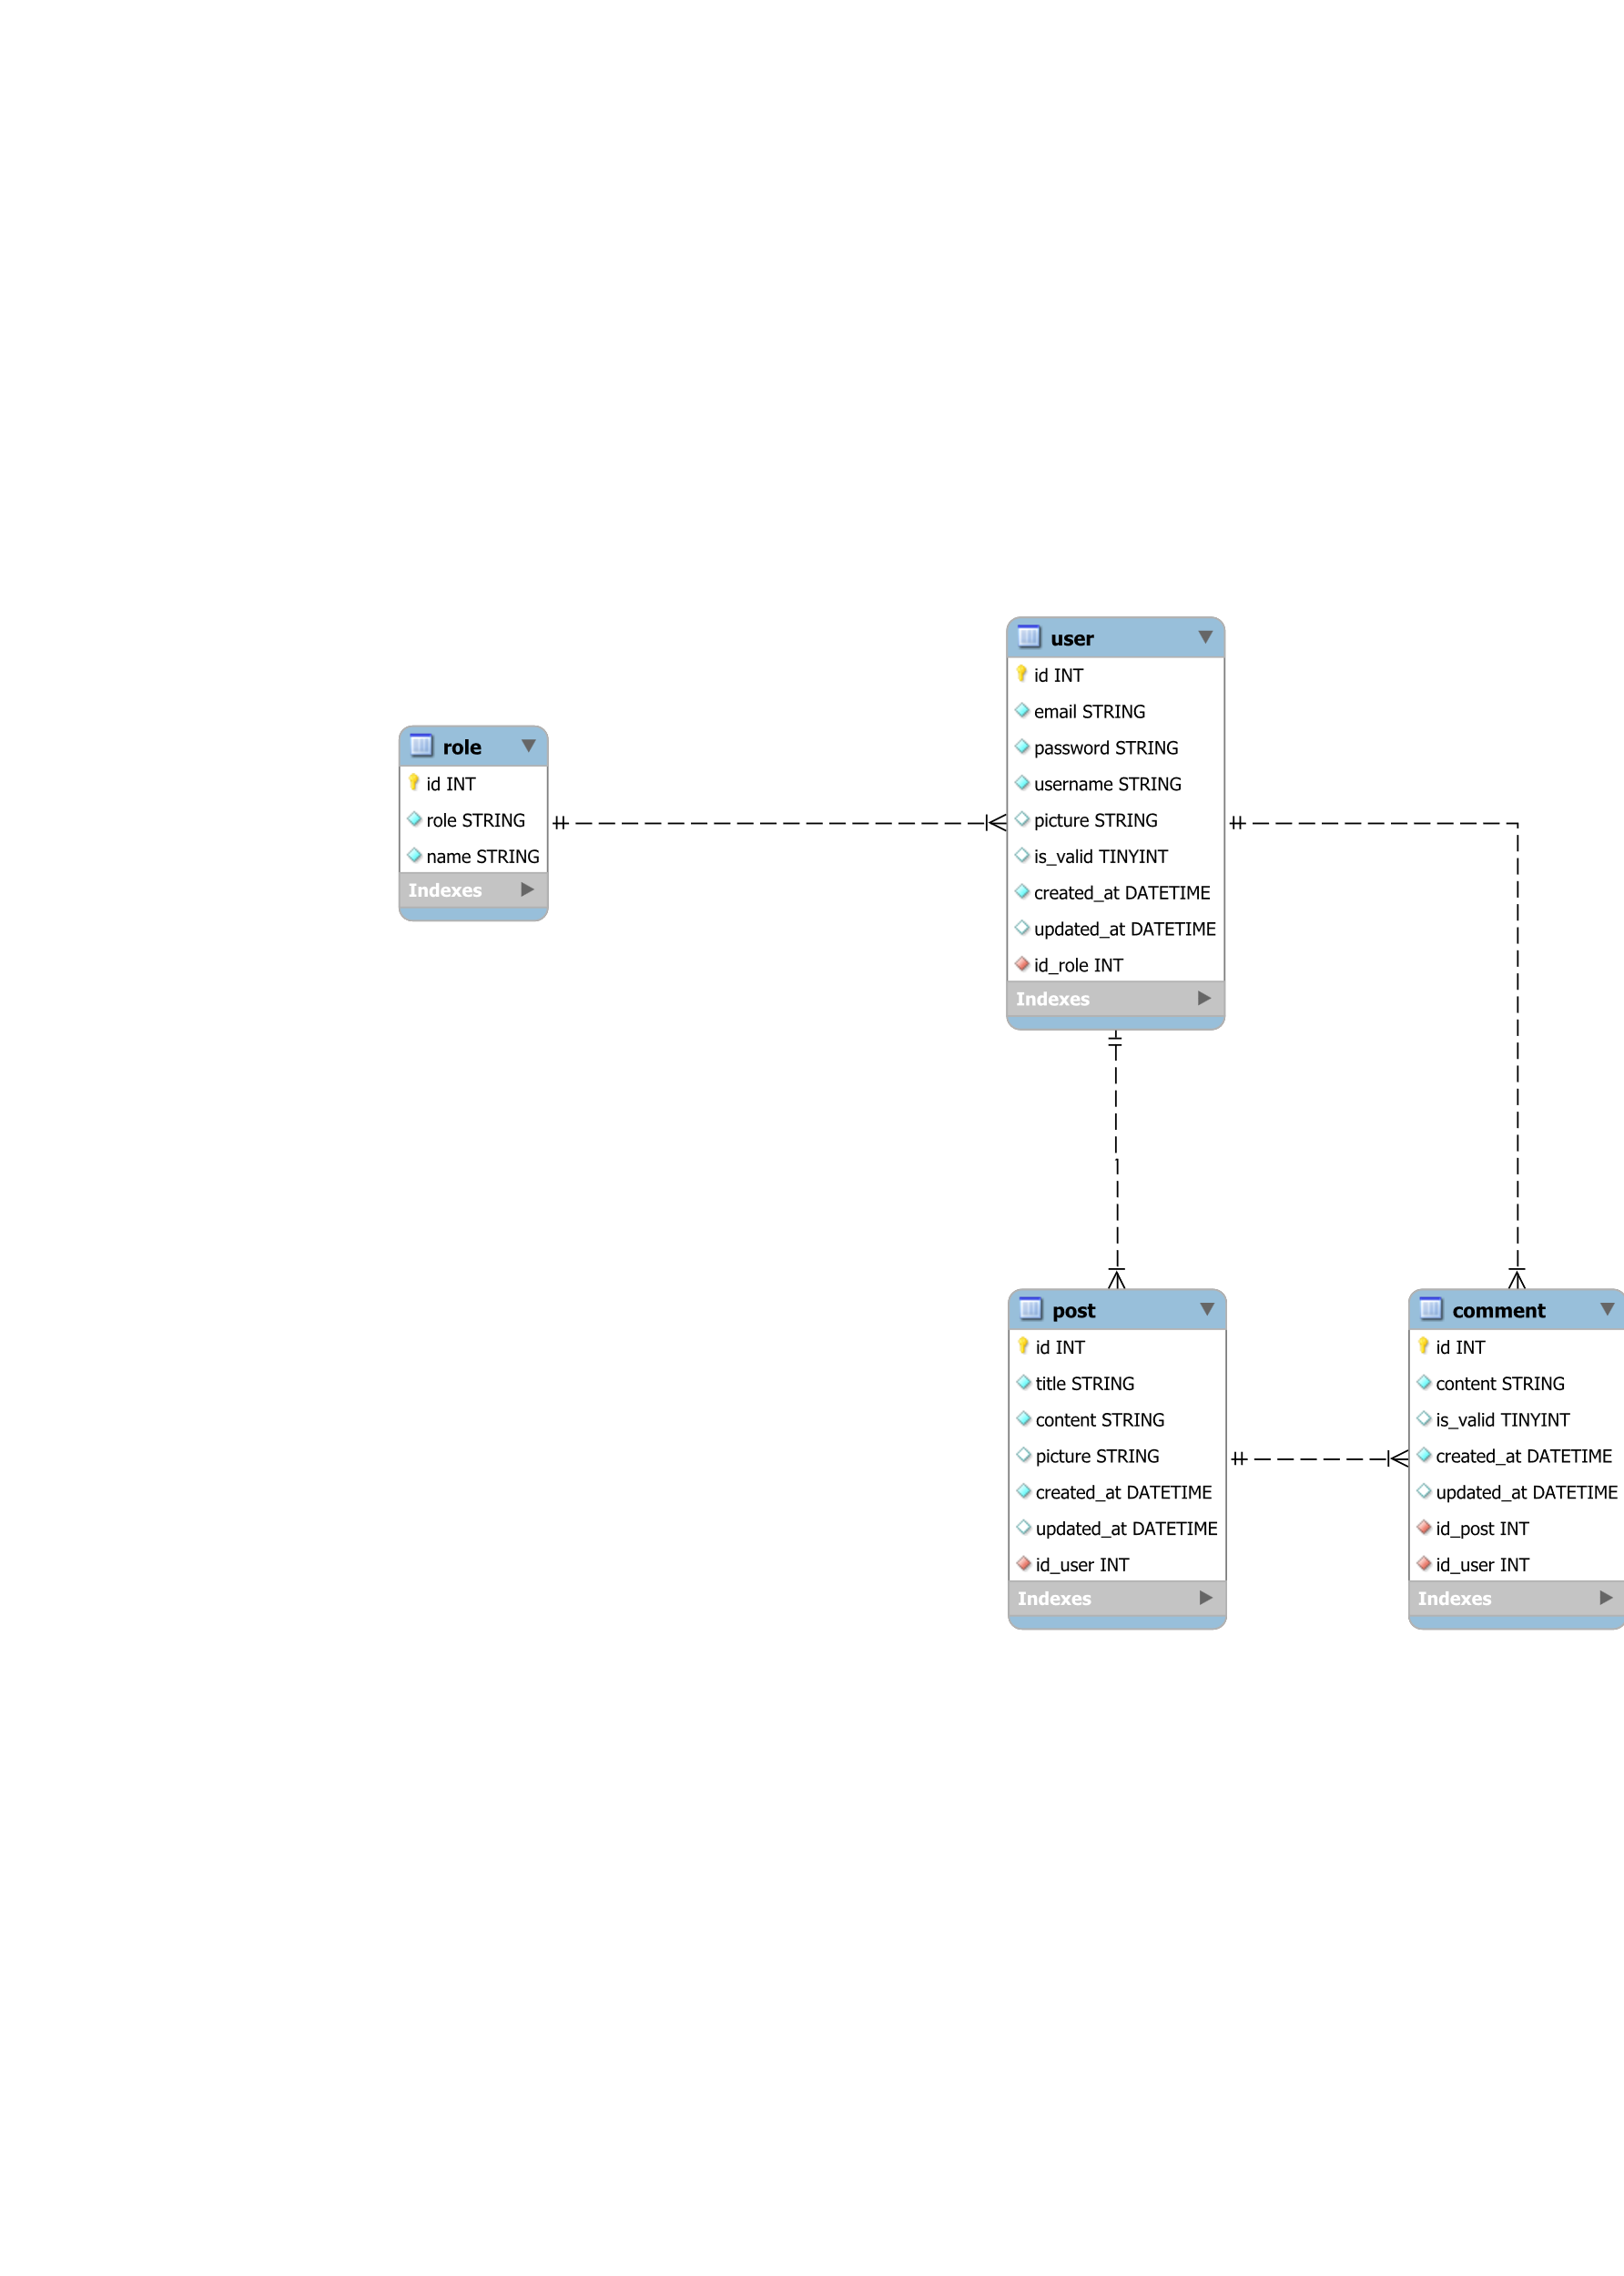 user
id INT
email STRING
password STRING
username STRING
picture STRING
is_valid TINYINT
created_at DATETIME
updated_at DATETIME
id_role INT
Indexes
role
id INT
role STRING
name STRING
Indexes
post
id INT
title STRING
content STRING
picture STRING
created_at DATETIME
updated_at DATETIME
id_user INT
Indexes
comment
id INT
content STRING
is_valid TINYINT
created_at DATETIME
updated_at DATETIME
id_post INT
id_user INT
Indexes